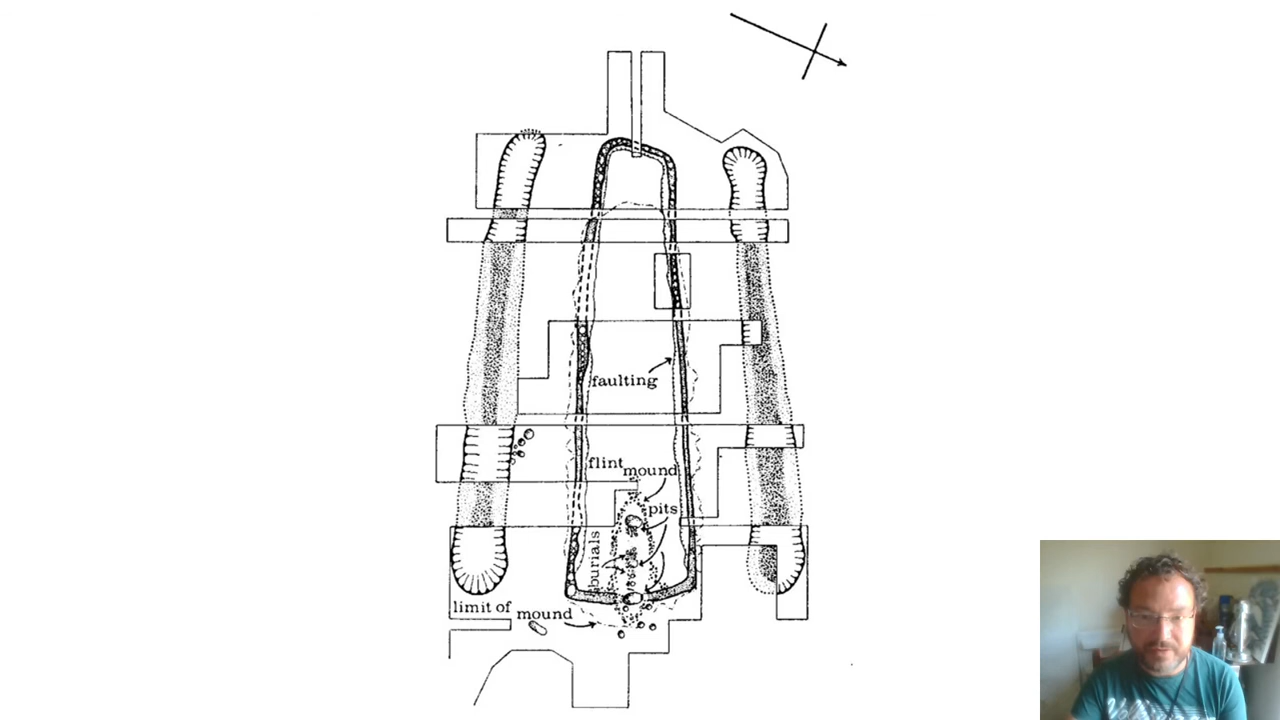 faulting
flint mound
pits
burials
limit of mound